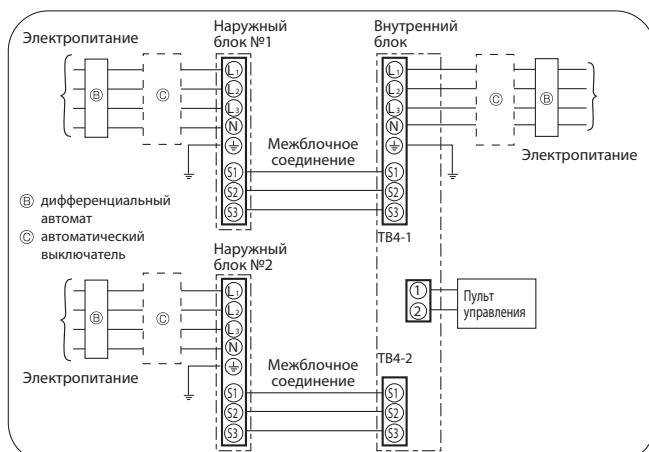 Электропитание
Наружный
блок №1
Внутренний
блок
L1
L2
L3
N
S1
S2
S3
L1
L2
L3
N
S1
S2
S3
B
C
C
B
Межблочное
соединение
Электропитание
B дифференциальный
автомат
C автоматический
выключатель
TB4-1
Наружный
блок №2
L1
L2
L3
N
S1
S2
S3
B
C
1
2
Пульт
управления
Электропитание
Межблочное
соединение
TB4-2
S1
S2
S3